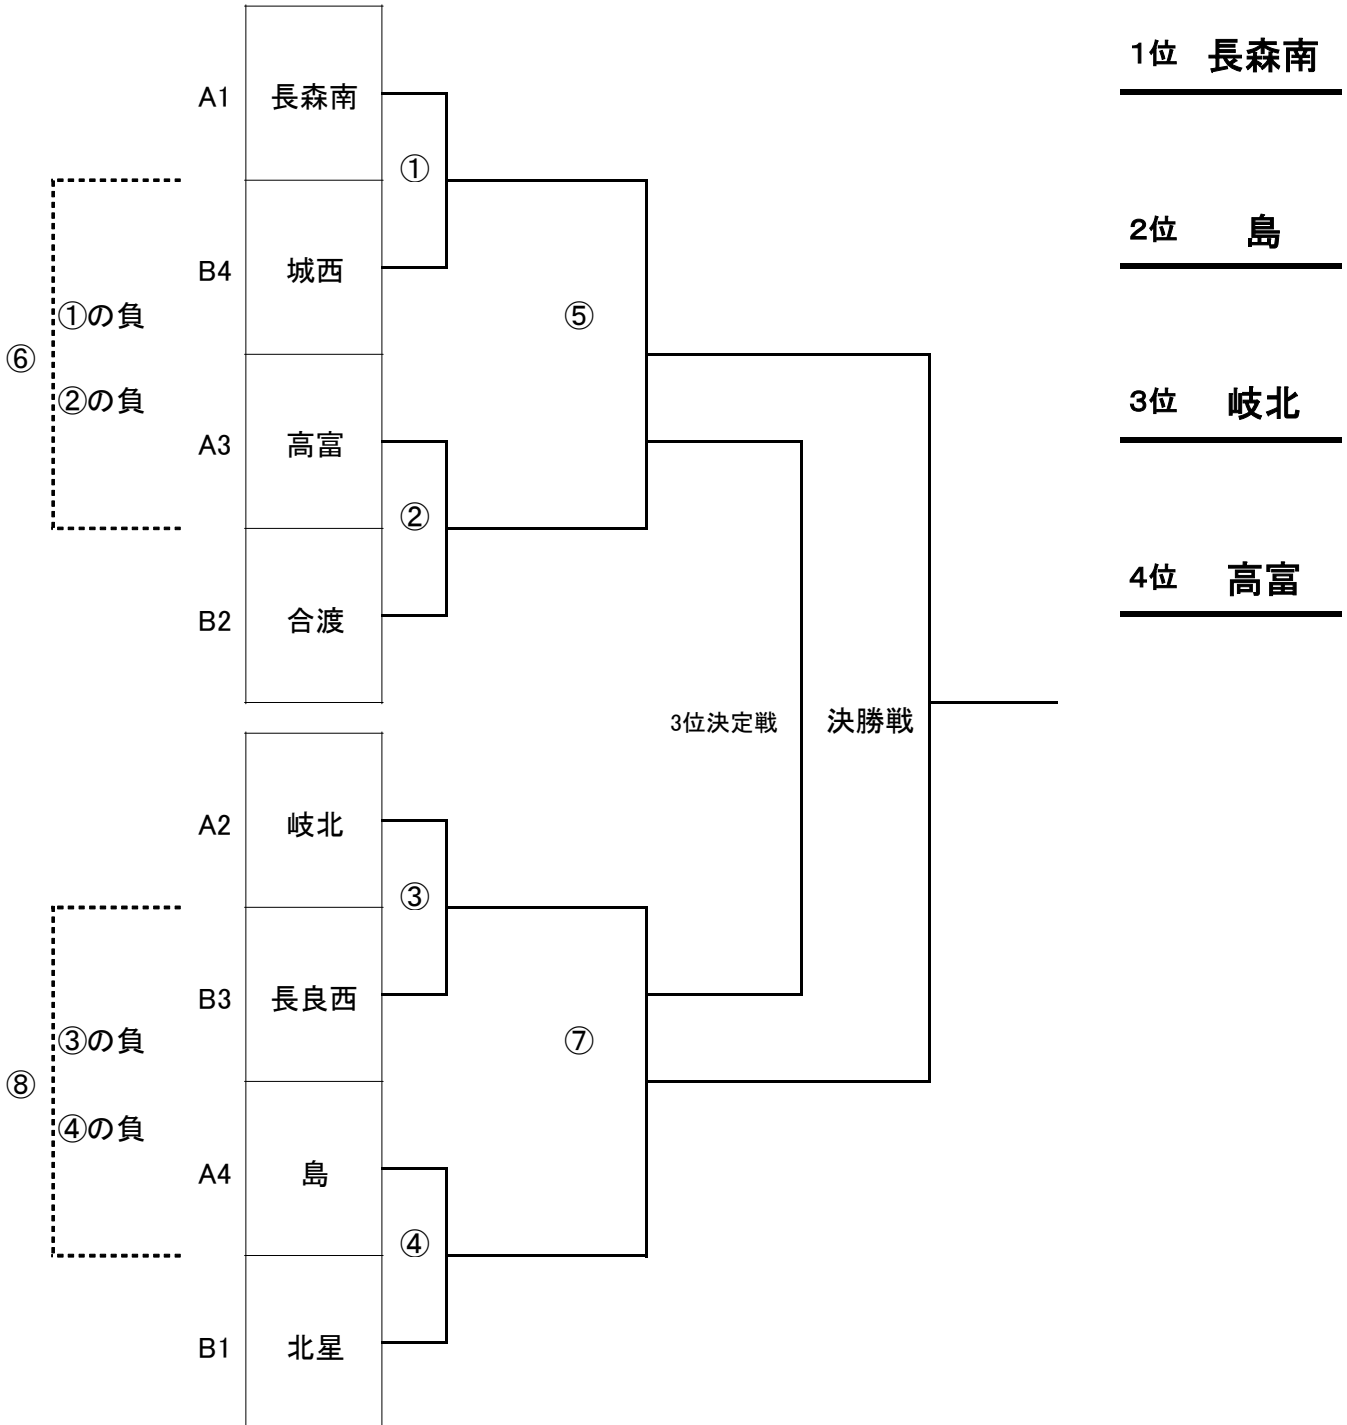 1位 長森南
A1 長森南
①
2位 島
B4 城西
①の負
⑤
⑥
②の負
3位 岐北
A3 高富
②
4位 高富
B2 合渡
3位決定戦
決勝戦
A2 岐北
③
B3 長良西
③の負
⑦
⑧
④の負
A4 島
④
B1 北星